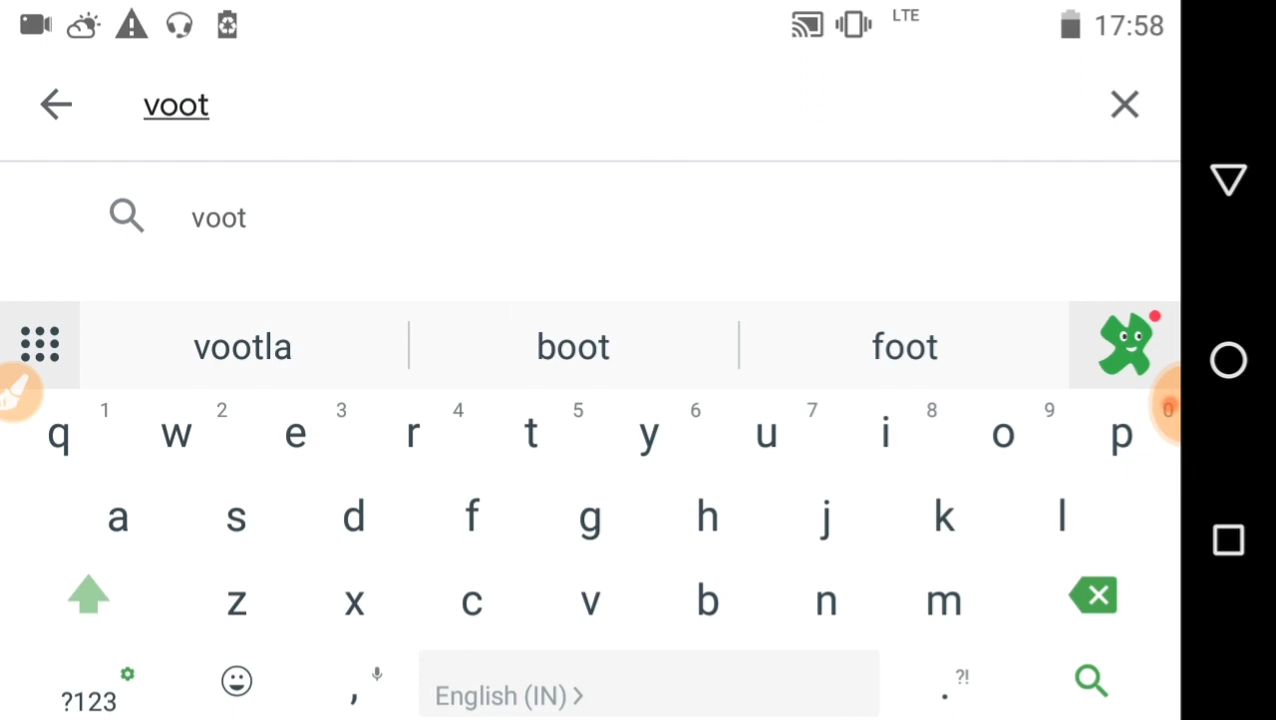 LTE 17:58
voot
voot
vootla boot foot
1 2 3 4 5 6 7 8 9 0
q w e r t y u i o p
a s d f g h j k l
z x c v b n m
?123 , English (IN) > . ?!